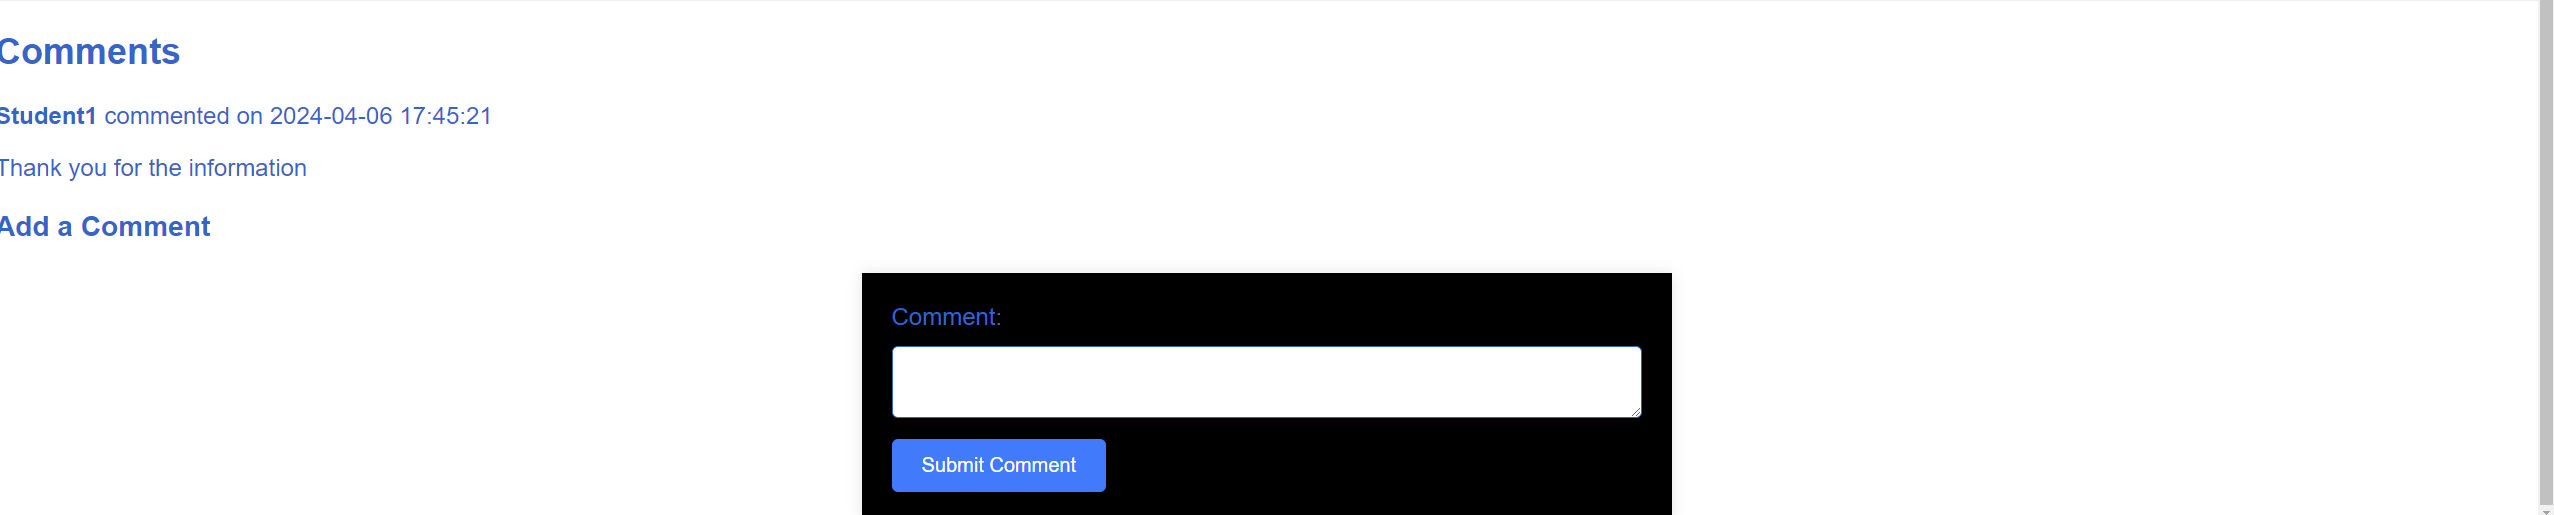 Comments
Student1 commented on 2024-04-06 17:45:21
Thank you for the information
Add a Comment
Comment:
Submit Comment